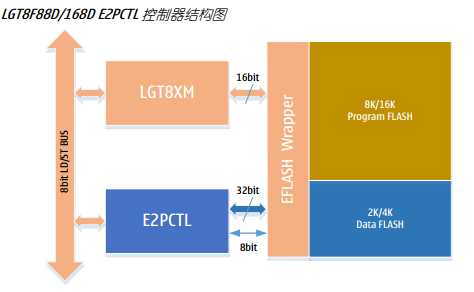 LGT8F88D/168D E2PCTL 控制器结构图
8bit LD/ST BUS
LGT8XM
16bit
EFLASH Wrapper
8K/16K
Program FLASH
E2PCTL
32bit
8bit
2K/4K
Data FLASH